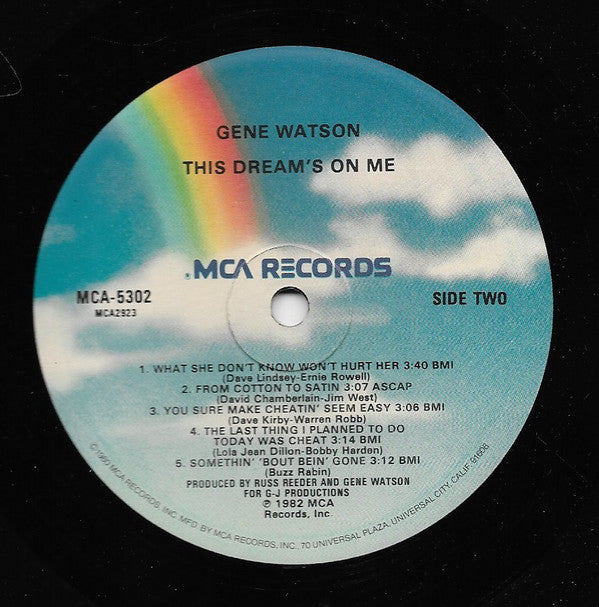 GENE WATSON
THIS DREAM'S ON ME
MCA RECORDS
MCA-5302
MCA2923
SIDE TWO
1. WHAT SHE DON'T KNOW WON'T HURT HER 3:40 BMI
(Dave Lindsey-Ernie Rowell)
2. FROM COTTON TO SATIN 3:07 ASCAP
(David Chamberlain-Jim West)
3. YOU SURE MAKE CHEATIN' SEEM EASY 3:06 BMI
(Dave Kirby-Warren Robb)
4. THE LAST THING I PLANNED TO DO
TODAY WAS CHEAT 3:14 BMI
(Lola Jean Dillon-Bobby Harden)
5. SOMETHIN' 'BOUT BEIN' GONE 3:12 BMI
(Buzz Rabin)
PRODUCED BY RUSS REEDER AND GENE WATSON
FOR G-J PRODUCTIONS
℗ 1982 MCA
Records, Inc.
©1980 MCA RECORDS, INC. MFD. BY MCA RECORDS, INC., 70 UNIVERSAL PLAZA, UNIVERSAL CITY, CALIF. 91608